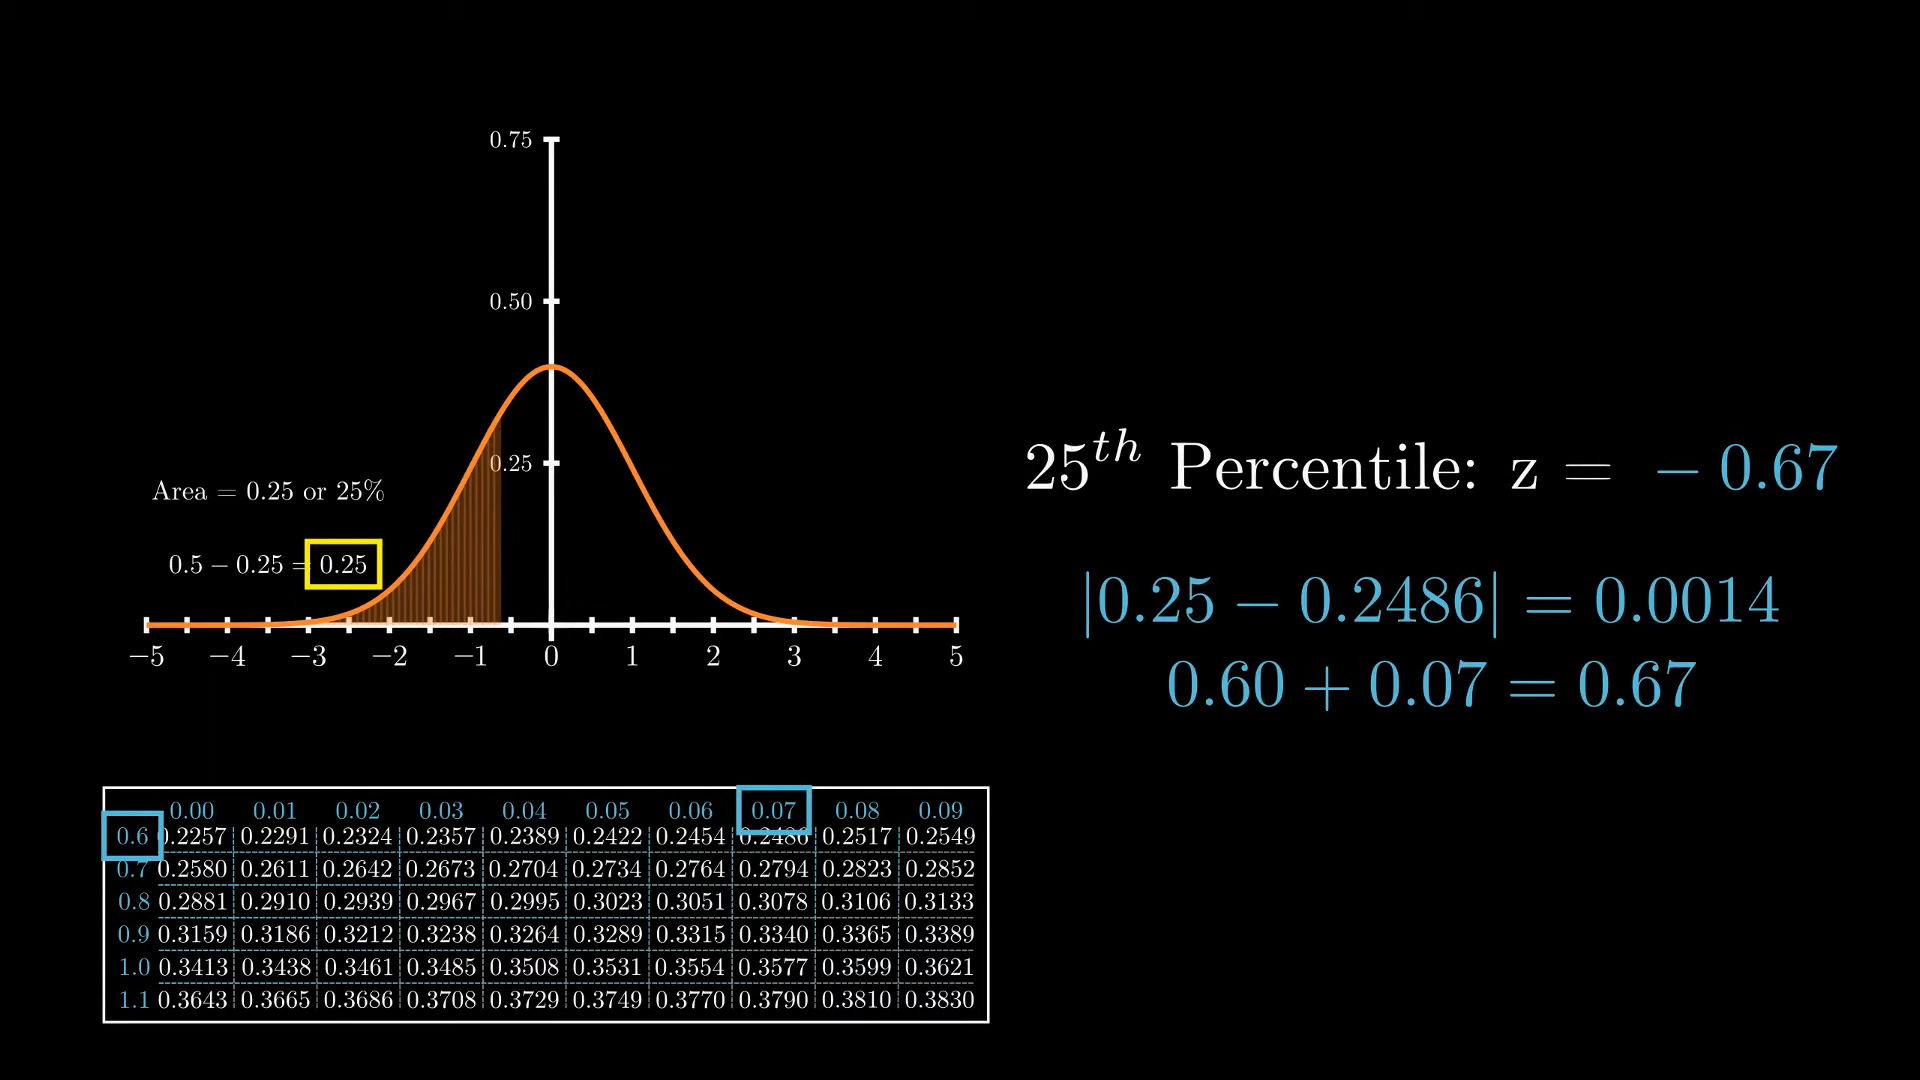 0.75
0.50
0.25
Area = 0.25 or 25%
0.5 − 0.25 = 0.25
−5 −4 −3 −2 −1 0 1 2 3 4 5
25th Percentile: z = − 0.67
|0.25 − 0.2486| = 0.0014
0.60 + 0.07 = 0.67
0.00 0.01 0.02 0.03 0.04 0.05 0.06 0.07 0.08 0.09
0.6 0.2257 0.2291 0.2324 0.2357 0.2389 0.2422 0.2454 0.2486 0.2517 0.2549
0.7 0.2580 0.2611 0.2642 0.2673 0.2704 0.2734 0.2764 0.2794 0.2823 0.2852
0.8 0.2881 0.2910 0.2939 0.2967 0.2995 0.3023 0.3051 0.3078 0.3106 0.3133
0.9 0.3159 0.3186 0.3212 0.3238 0.3264 0.3289 0.3315 0.3340 0.3365 0.3389
1.0 0.3413 0.3438 0.3461 0.3485 0.3508 0.3531 0.3554 0.3577 0.3599 0.3621
1.1 0.3643 0.3665 0.3686 0.3708 0.3729 0.3749 0.3770 0.3790 0.3810 0.3830